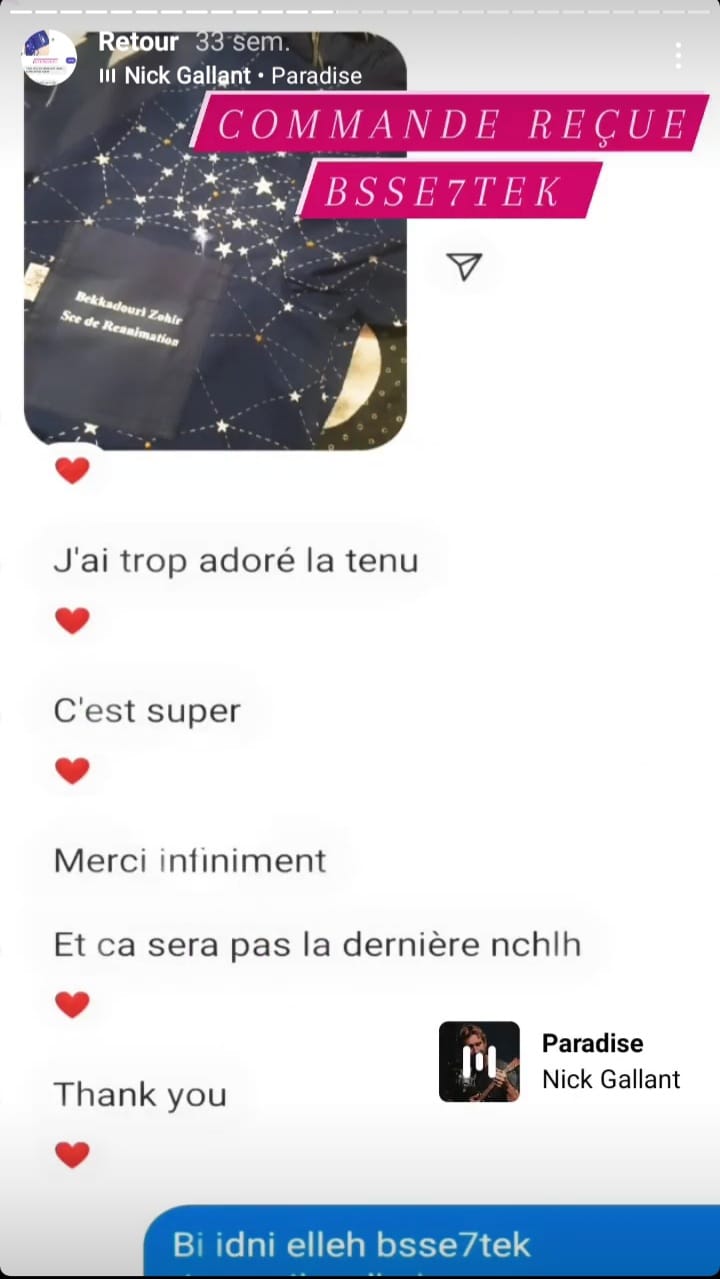 Retour 33 sem.
Nick Gallant • Paradise
COMMANDE REÇUE
BSSE7TEK
Bekkadouri Zohir
Sce de Reanimation
J'ai trop adoré la tenu
C'est super
Merci infiniment
Et ca sera pas la dernière nchlh
Paradise
Nick Gallant
Thank you
Bi idni elleh bsse7tek